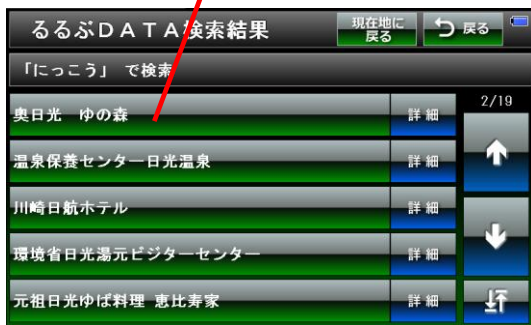 るるぶDATA検索結果
現在地に
戻る
戻る
「にっこう」 で検索
2/19
奥日光 ゆの森
詳細
温泉保養センター日光温泉
詳細
川崎日航ホテル
詳細
環境省日光湯元ビジターセンター
詳細
元祖日光ゆば料理 恵比寿家
詳細